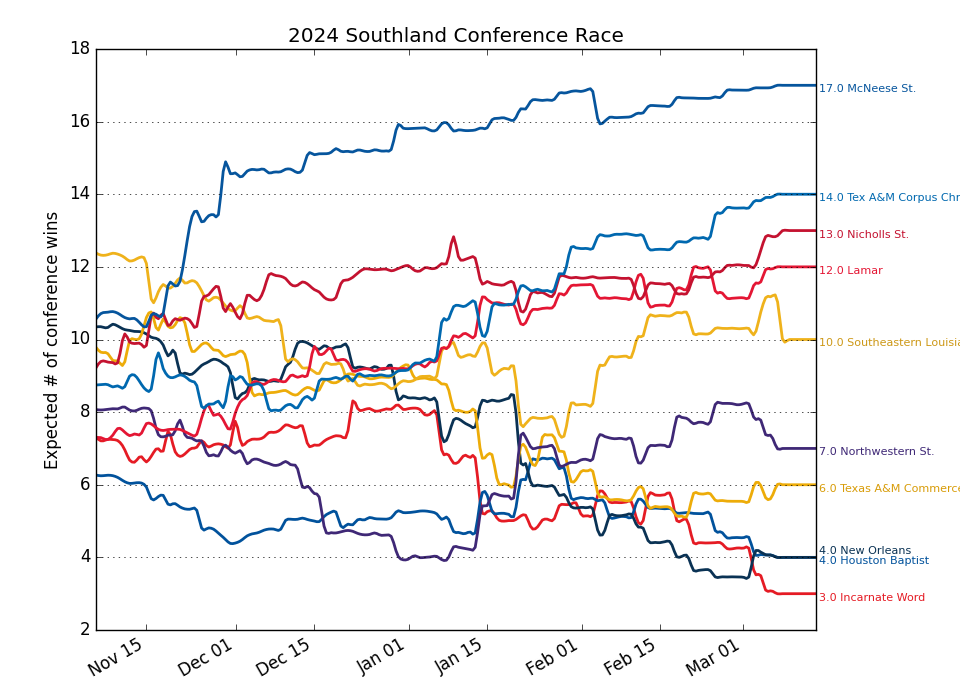 2024 Southland Conference Race
Expected # of conference wins
18
16
14
12
10
8
6
4
2
Nov 15
Dec 01
Dec 15
Jan 01
Jan 15
Feb 01
Feb 15
Mar 01
17.0 McNeese St.
14.0 Tex A&M Corpus Chr
13.0 Nicholls St.
12.0 Lamar
10.0 Southeastern Louisia
7.0 Northwestern St.
6.0 Texas A&M Commerce
4.0 New Orleans
4.0 Houston Baptist
3.0 Incarnate Word